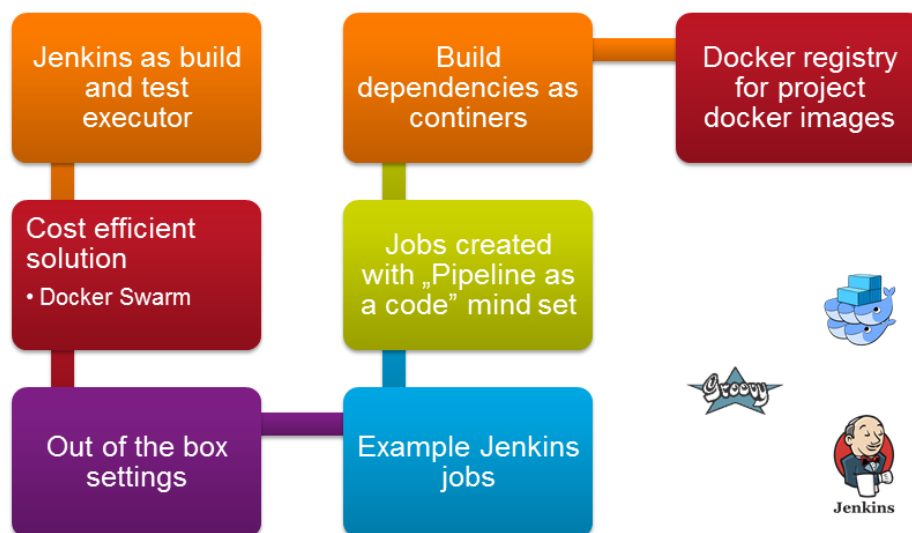 Jenkins as build
and test
executor
Cost efficient
solution
• Docker Swarm
Out of the box
settings
Example Jenkins
jobs
Jobs created
with „Pipeline as
a code” mind set
Build
dependencies as
continers
Docker registry
for project
docker images
Groovy
Jenkins